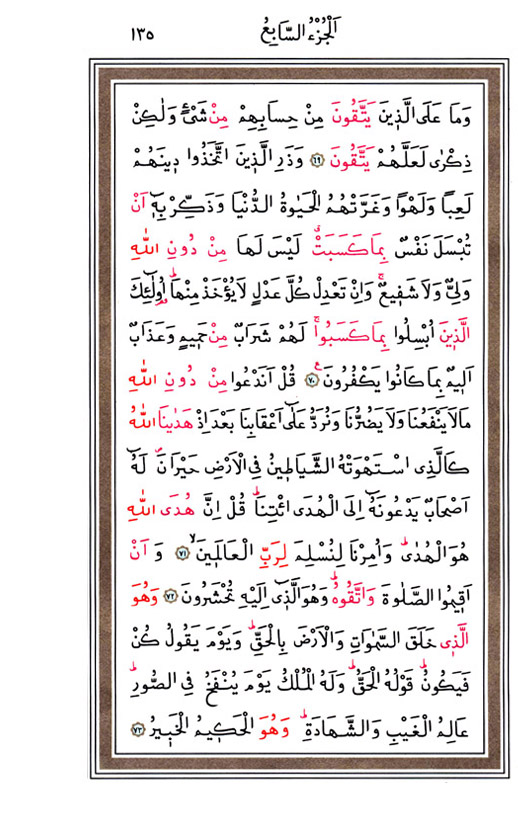 اَلْجُزْءُ السَّابِعُ ١٣٥
وَمَا عَلَى الَّذ۪ينَ يَتَّقُونَ مِنْ حِسَابِهِمْ مِنْ شَيْءٍ وَلٰكِنْ
ذِكْرٰى لَعَلَّهُمْ يَتَّقُونَ ﴿٦٩﴾ وَذَرِ الَّذ۪ينَ اتَّخَذُوا د۪ينَهُمْ
لَعِبًا وَلَهْوًا وَغَرَّتْهُمُ الْحَيٰوةُ الدُّنْيَا وَذَكِّرْ بِه۪ٓ اَنْ
تُبْسَلَ نَفْسٌ بِمَا كَسَبَتْۗ لَيْسَ لَهَا مِنْ دُونِ اللّٰهِ
وَلِيٌّ وَلَا شَف۪يعٌۚ وَاِنْ تَعْدِلْ كُلَّ عَدْلٍ لَا يُؤْخَذْ مِنْهَاۜ اُو۬لٰٓئِكَ
الَّذ۪ينَ اُبْسِلُوا بِمَا كَسَبُواۚ لَهُمْ شَرَابٌ مِنْ حَم۪يمٍ وَعَذَابٌ
اَل۪يمٌ بِمَا كَانُوا يَكْفُرُونَ۟ ﴿٧٠﴾ قُلْ اَنَدْعُوا مِنْ دُونِ اللّٰهِ
مَا لَا يَنْفَعُنَا وَلَا يَضُرُّنَا وَنُرَدُّ عَلٰٓى اَعْقَابِنَا بَعْدَ اِذْ هَدٰينَا اللّٰهُ
كَالَّذِي اسْتَهْوَتْهُ الشَّيَاط۪ينُ فِي الْاَرْضِ حَيْرَانَۖ لَهُٓ
اَصْحَابٌ يَدْعُونَهُٓ اِلَى الْهُدَى ائْتِنَاۜ قُلْ اِنَّ هُدَى اللّٰهِ
هُوَ الْهُدٰىۜ وَاُمِرْنَا لِنُسْلِمَ لِرَبِّ الْعَالَم۪ينَۙ ﴿٧١﴾ وَ اَنْ
اَق۪يمُوا الصَّلٰوةَ وَاتَّقُوهُۜ وَهُوَ الَّذ۪ٓي اِلَيْهِ تُحْشَرُونَ ﴿٧٢﴾ وَهُوَ
الَّذ۪ي خَلَقَ السَّمٰوَاتِ وَالْاَرْضَ بِالْحَقِّۜ وَيَوْمَ يَقُولُ كُنْ
فَيَكُونُۜ قَوْلُهُ الْحَقُّۜ وَلَهُ الْمُلْكُ يَوْمَ يُنْفَخُ فِي الصُّورِۜ
عَالِمُ الْغَيْبِ وَالشَّهَادَةِۜ وَهُوَ الْحَك۪يمُ الْخَب۪يرُ ﴿٧٣﴾